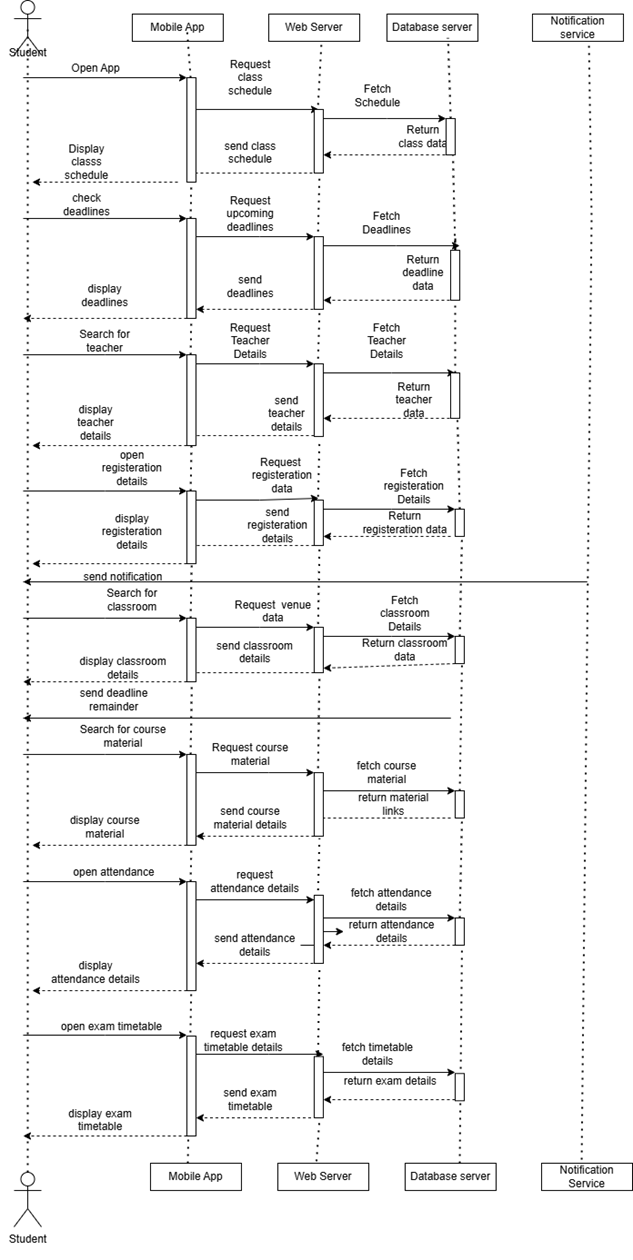 Student
Mobile App
Web Server
Database server
Notification
service
Open App
Request
class
schedule
Fetch
Schedule
Return
class data
send class
schedule
Display
classs
schedule
check
deadlines
Request
upcoming
deadlines
Fetch
Deadlines
Return
deadline
data
send
deadlines
display
deadlines
Search for
teacher
Request
Teacher
Details
Fetch
Teacher
Details
Return
teacher
data
send
teacher
details
display
teacher
details
open
registeration
details
Request
registeration
data
Fetch
registeration
Details
Return
registeration data
send
registeration
details
display
registeration
details
send notification
Search for
classroom
Request venue
data
Fetch
classroom
Details
Return classroom
data
send classroom
details
display classroom
details
send deadline
remainder
Search for course
material
Request course
material
fetch course
material
return material
links
send course
material details
display course
material
open attendance
request
attendance details
fetch attendance
details
return attendance
details
send attendance
details
display
attendance details
open exam timetable
request exam
timetable details
fetch timetable
details
return exam details
send exam
timetable
display exam
timetable
Mobile App
Web Server
Database server
Notification
Service
Student